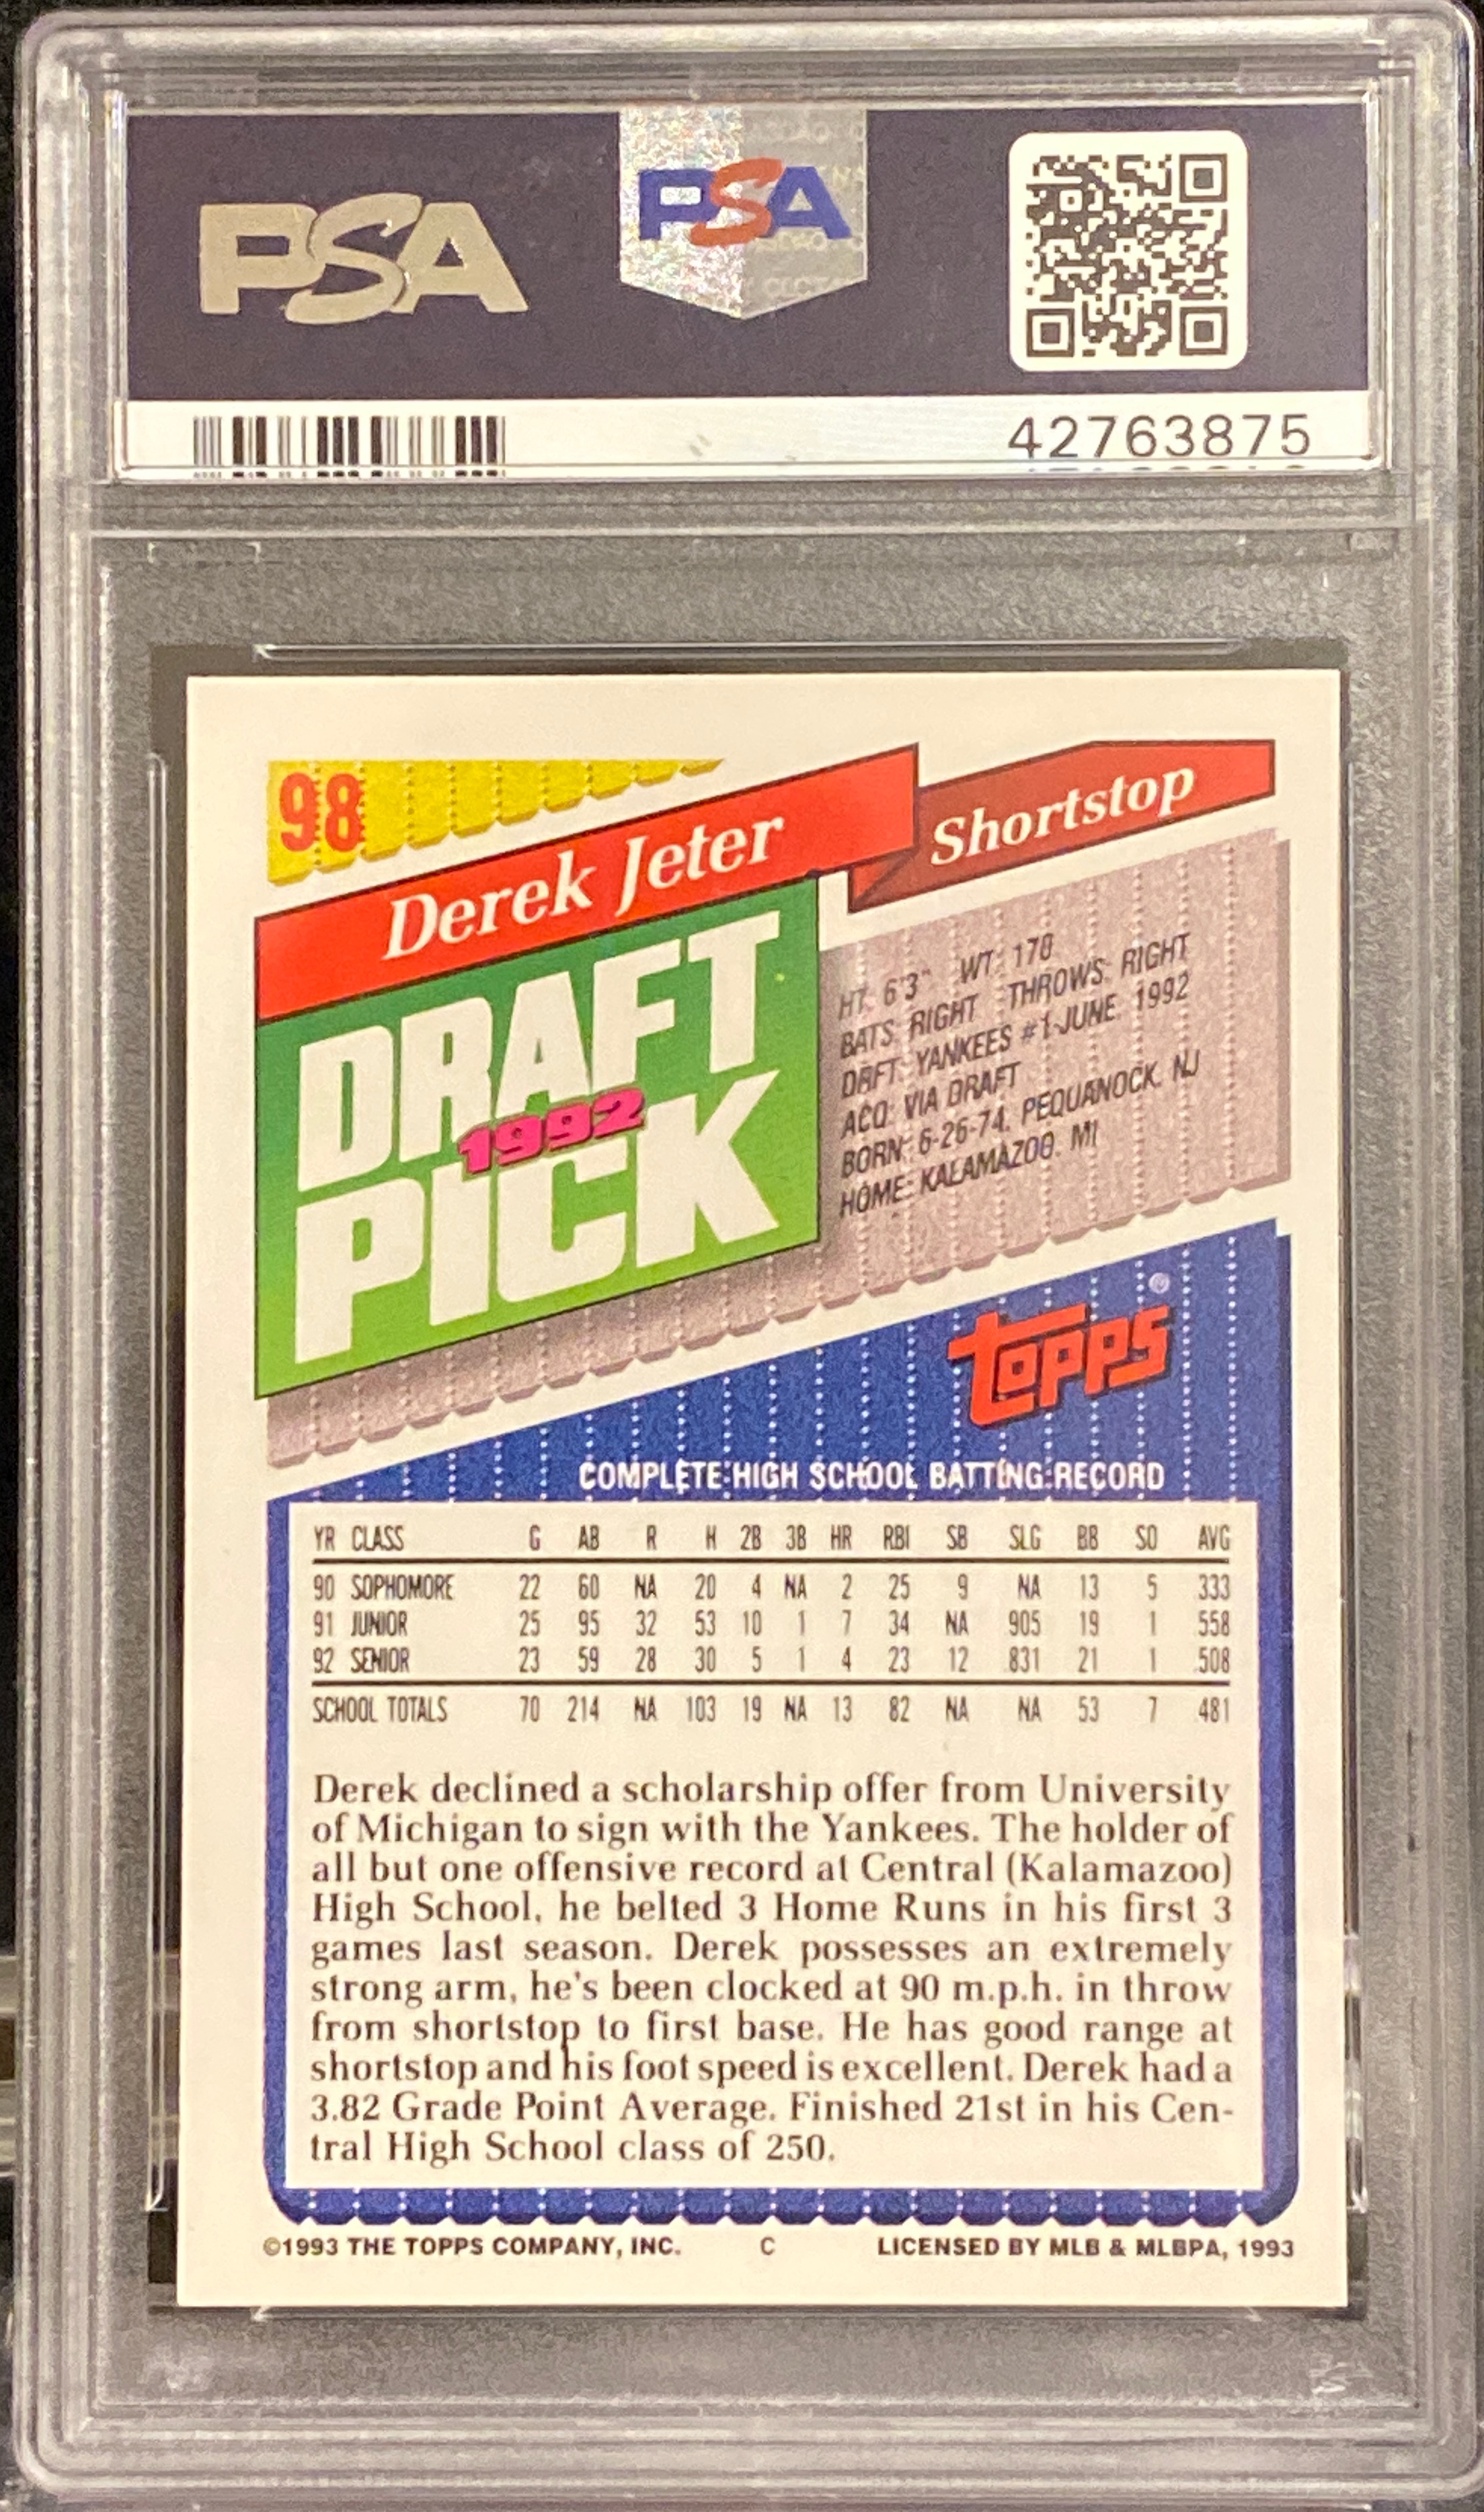 PSA
PSA
42763875
98
Derek Jeter
Shortstop
DRAFT
1992
PICK
HT: 6'3" WT: 170
BATS: RIGHT THROWS: RIGHT
DRFT: YANKEES #1-JUNE, 1992
ACQ: VIA DRAFT
BORN: 6-26-74, PEQUANOCK, NJ
HOME: KALAMAZOO, MI
TOPPS®
COMPLETE HIGH SCHOOL BATTING RECORD
YR CLASS G AB R H 2B 3B HR RBI SB SLG BB SO AVG
90 SOPHOMORE 22 60 NA 20 4 NA 2 25 9 NA 13 5 .333
91 JUNIOR 25 95 32 53 10 1 7 34 NA .905 19 1 .558
92 SENIOR 23 59 28 30 5 1 4 23 12 .831 21 1 .508
SCHOOL TOTALS 70 214 NA 103 19 NA 13 82 NA NA 53 7 .481
Derek declined a scholarship offer from University
of Michigan to sign with the Yankees. The holder of
all but one offensive record at Central (Kalamazoo)
High School, he belted 3 Home Runs in his first 3
games last season. Derek possesses an extremely
strong arm, he's been clocked at 90 m.p.h. in throw
from shortstop to first base. He has good range at
shortstop and his foot speed is excellent. Derek had a
3.82 Grade Point Average. Finished 21st in his Cen-
tral High School class of 250.
©1993 THE TOPPS COMPANY, INC. C LICENSED BY MLB & MLBPA, 1993